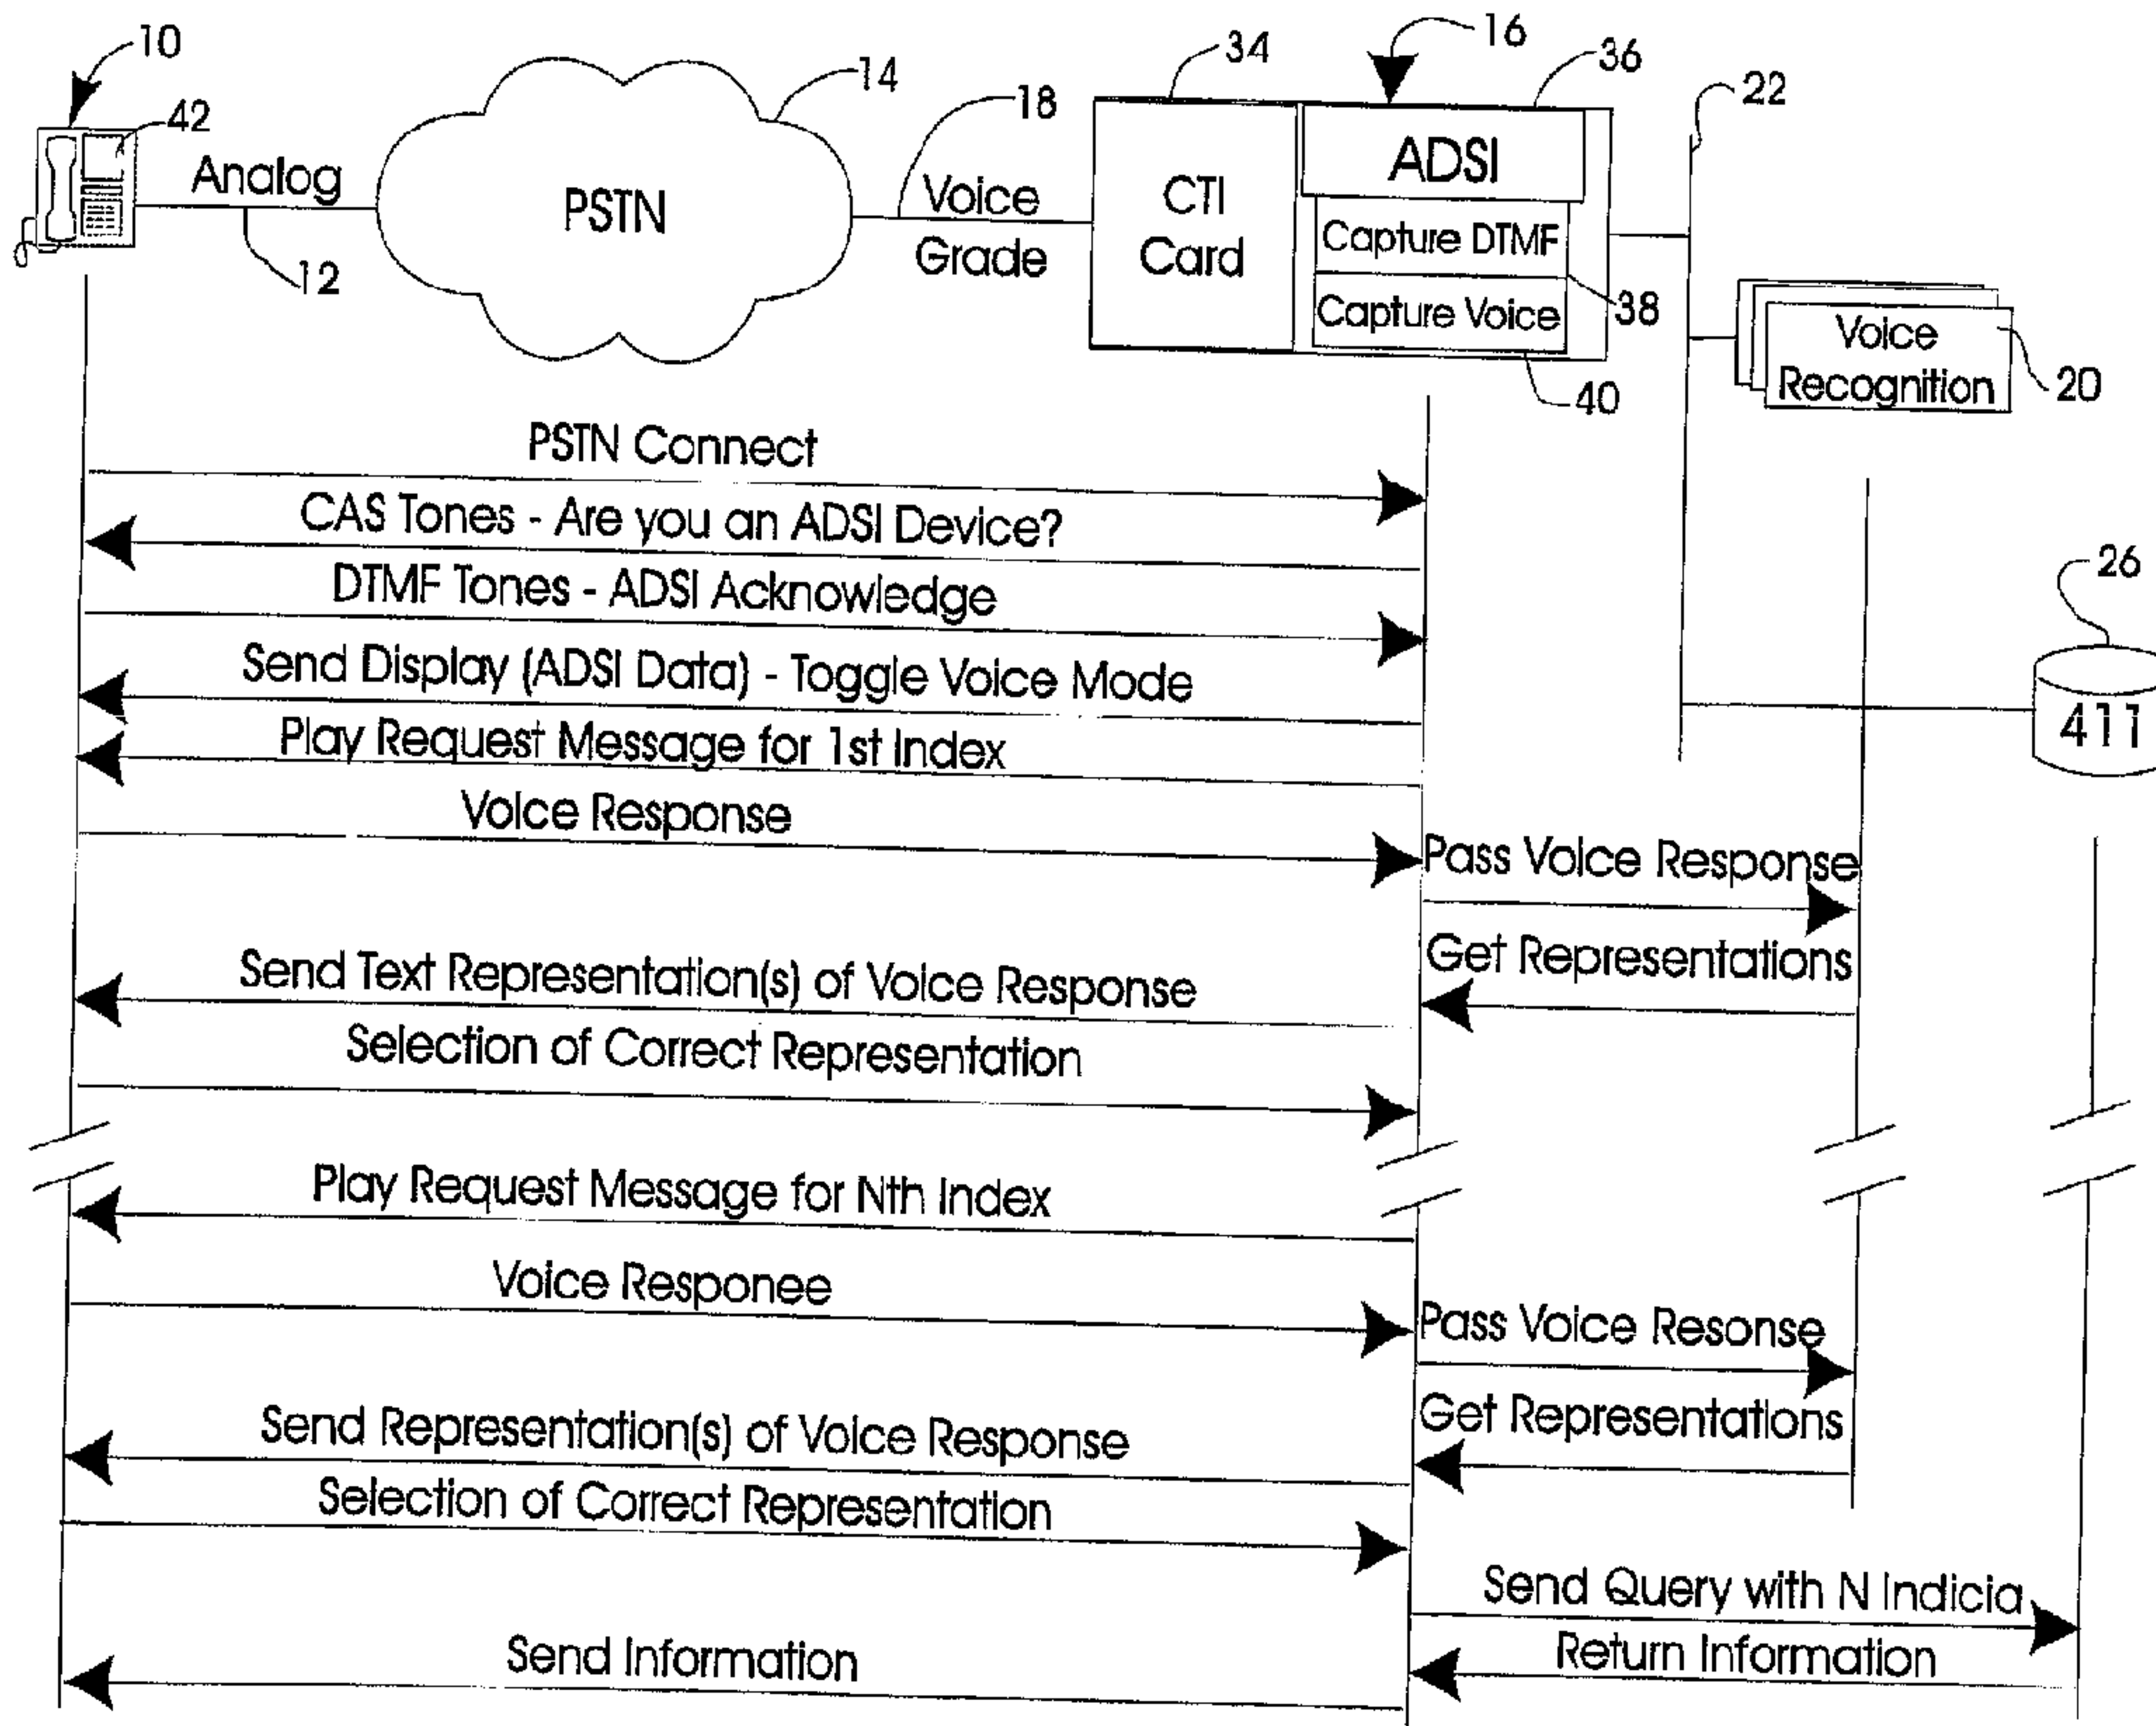 10
42
Analog
12
PSTN
14
18
Voice
Grade
34
16
36
CTI
Card
ADSI
Capture DTMF
Capture Voice
38
40
22
Voice
Recognition
20
PSTN Connect
CAS Tones - Are you an ADSI Device?
DTMF Tones - ADSI Acknowledge
26
Send Display (ADSI Data) - Toggle Voice Mode
411
Play Request Message for 1st Index
Voice Response
Pass Voice Response
Get Representations
Send Text Representation(s) of Voice Response
Selection of Correct Representation
Play Request Message for Nth Index
Voice Responee
Pass Voice Resonse
Get Representations
Send Representation(s) of Voice Response
Selection of Correct Representation
Send Query with N Indicia
Return Information
Send Information